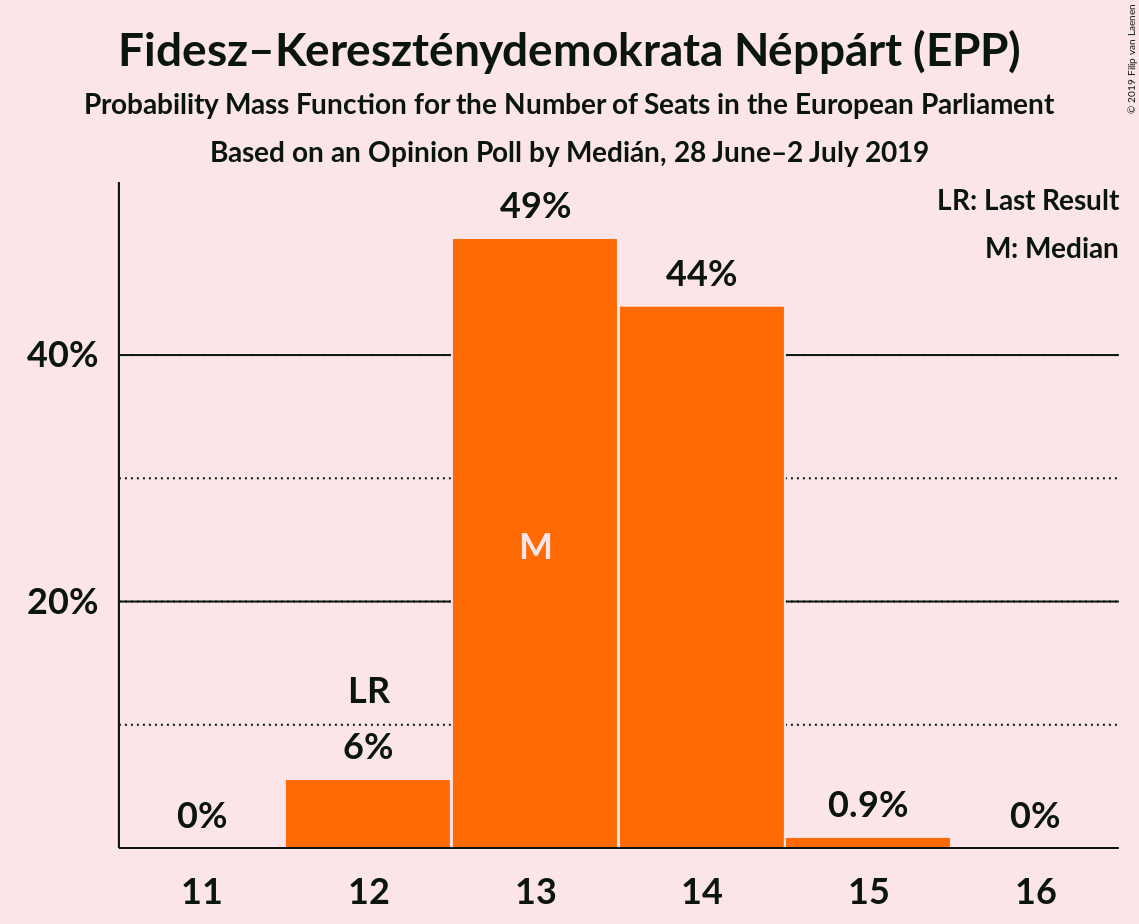 Fidesz–Kereszténydemokrata Néppárt (EPP)
Probability Mass Function for the Number of Seats in the European Parliament
Based on an Opinion Poll by Medián, 28 June–2 July 2019
© 2019 Filip van Laenen
LR: Last Result
M: Median
49%
44%
40%
M
20%
LR
6%
0%
0.9%
0%
11 12 13 14 15 16